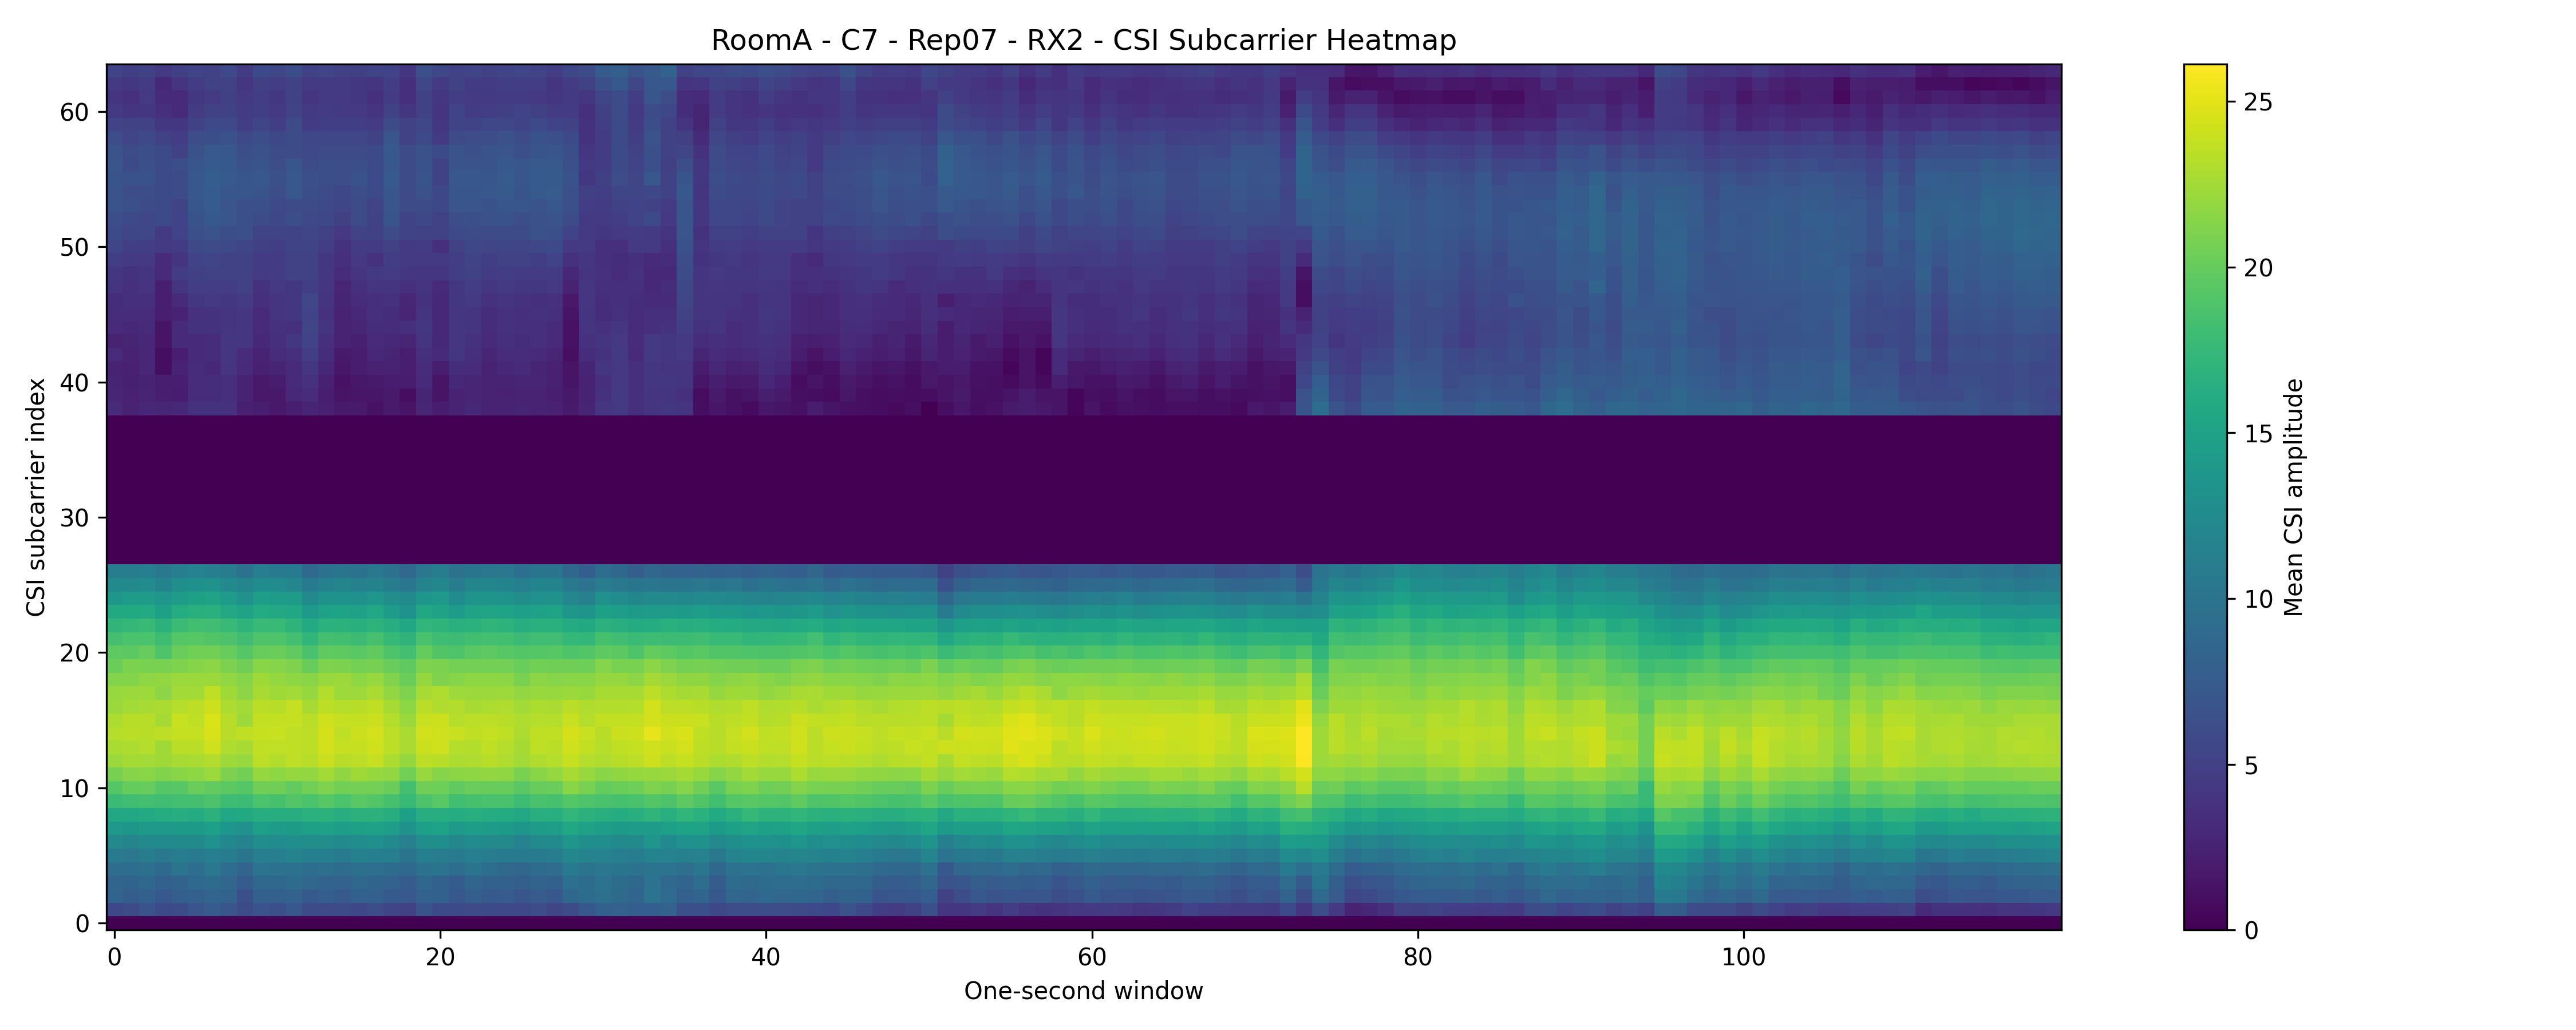 RoomA - C7 - Rep07 - RX2 - CSI Subcarrier Heatmap
CSI subcarrier index
60
50
40
30
20
10
0
0 20 40 60 80 100
One-second window
25
20
15
10
5
0
Mean CSI amplitude